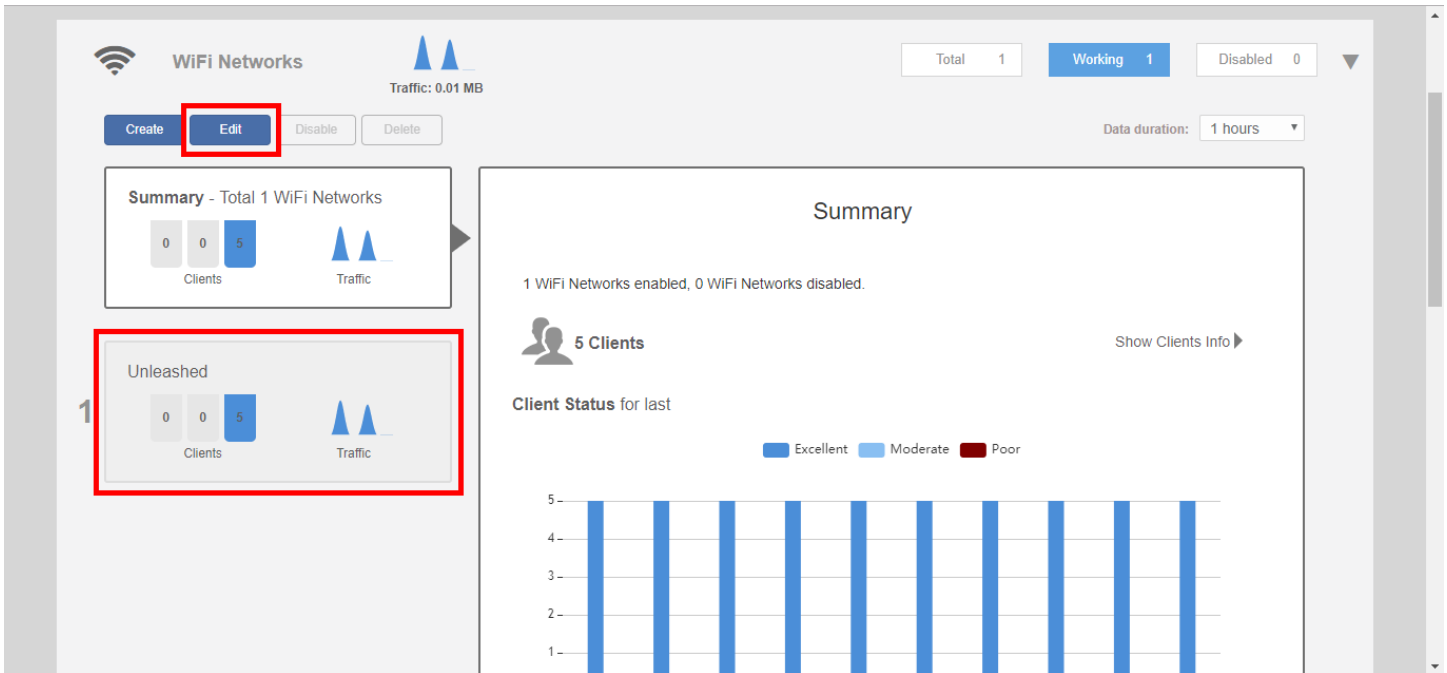 WiFi Networks
Traffic: 0.01 MB
Total 1
Working 1
Disabled 0
Create Edit Disable Delete
Data duration: 1 hours
Summary - Total 1 WiFi Networks
0 0 5
Clients Traffic
1
Unleashed
0 0 5
Clients Traffic
Summary
1 WiFi Networks enabled, 0 WiFi Networks disabled.
5 Clients
Show Clients Info
Client Status for last
Excellent Moderate Poor
5
4
3
2
1